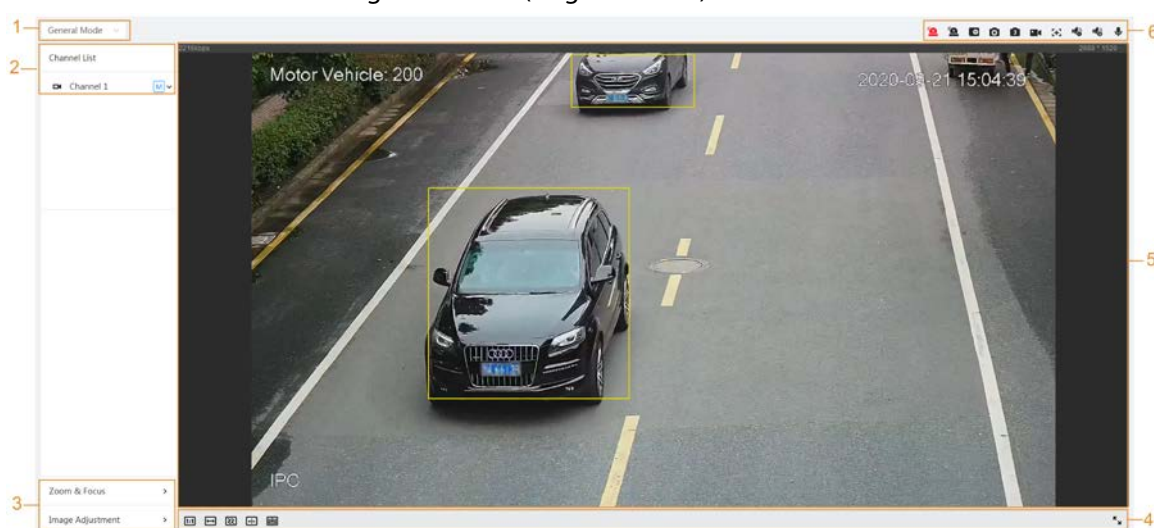 1
General Mode
6
2
Channel List
Channel 1
M
Motor Vehicle: 200
2020-03-21 15:04:39
5
IPC
3
Zoom & Focus
Image Adjustment
4